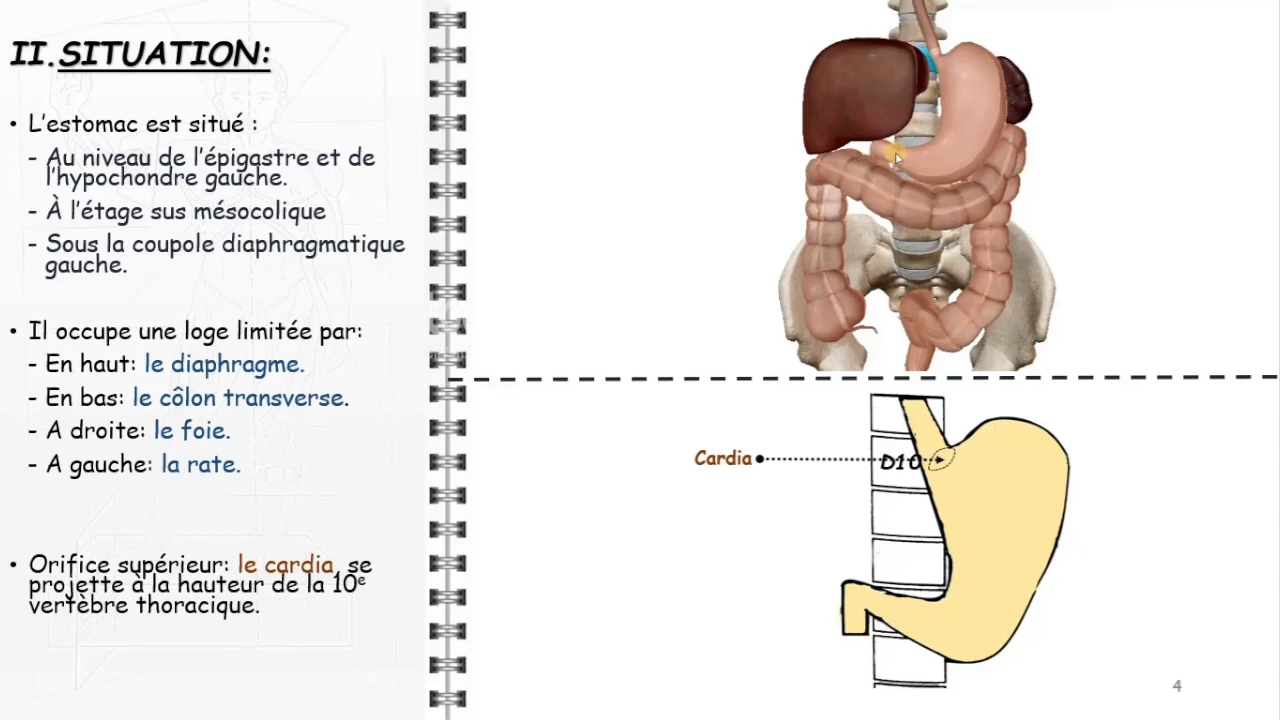 II. SITUATION:
• L'estomac est situé :
- Au niveau de l'épigastre et de
l'hypochondre gauche.
- À l'étage sus mésocolique
- Sous la coupole diaphragmatique
gauche.
• Il occupe une loge limitée par:
- En haut: le diaphragme.
- En bas: le côlon transverse.
- A droite: le foie.
- A gauche: la rate.
• Orifice supérieur: le cardia, se
projette à la hauteur de la 10e
vertèbre thoracique.
Cardia
D10
4